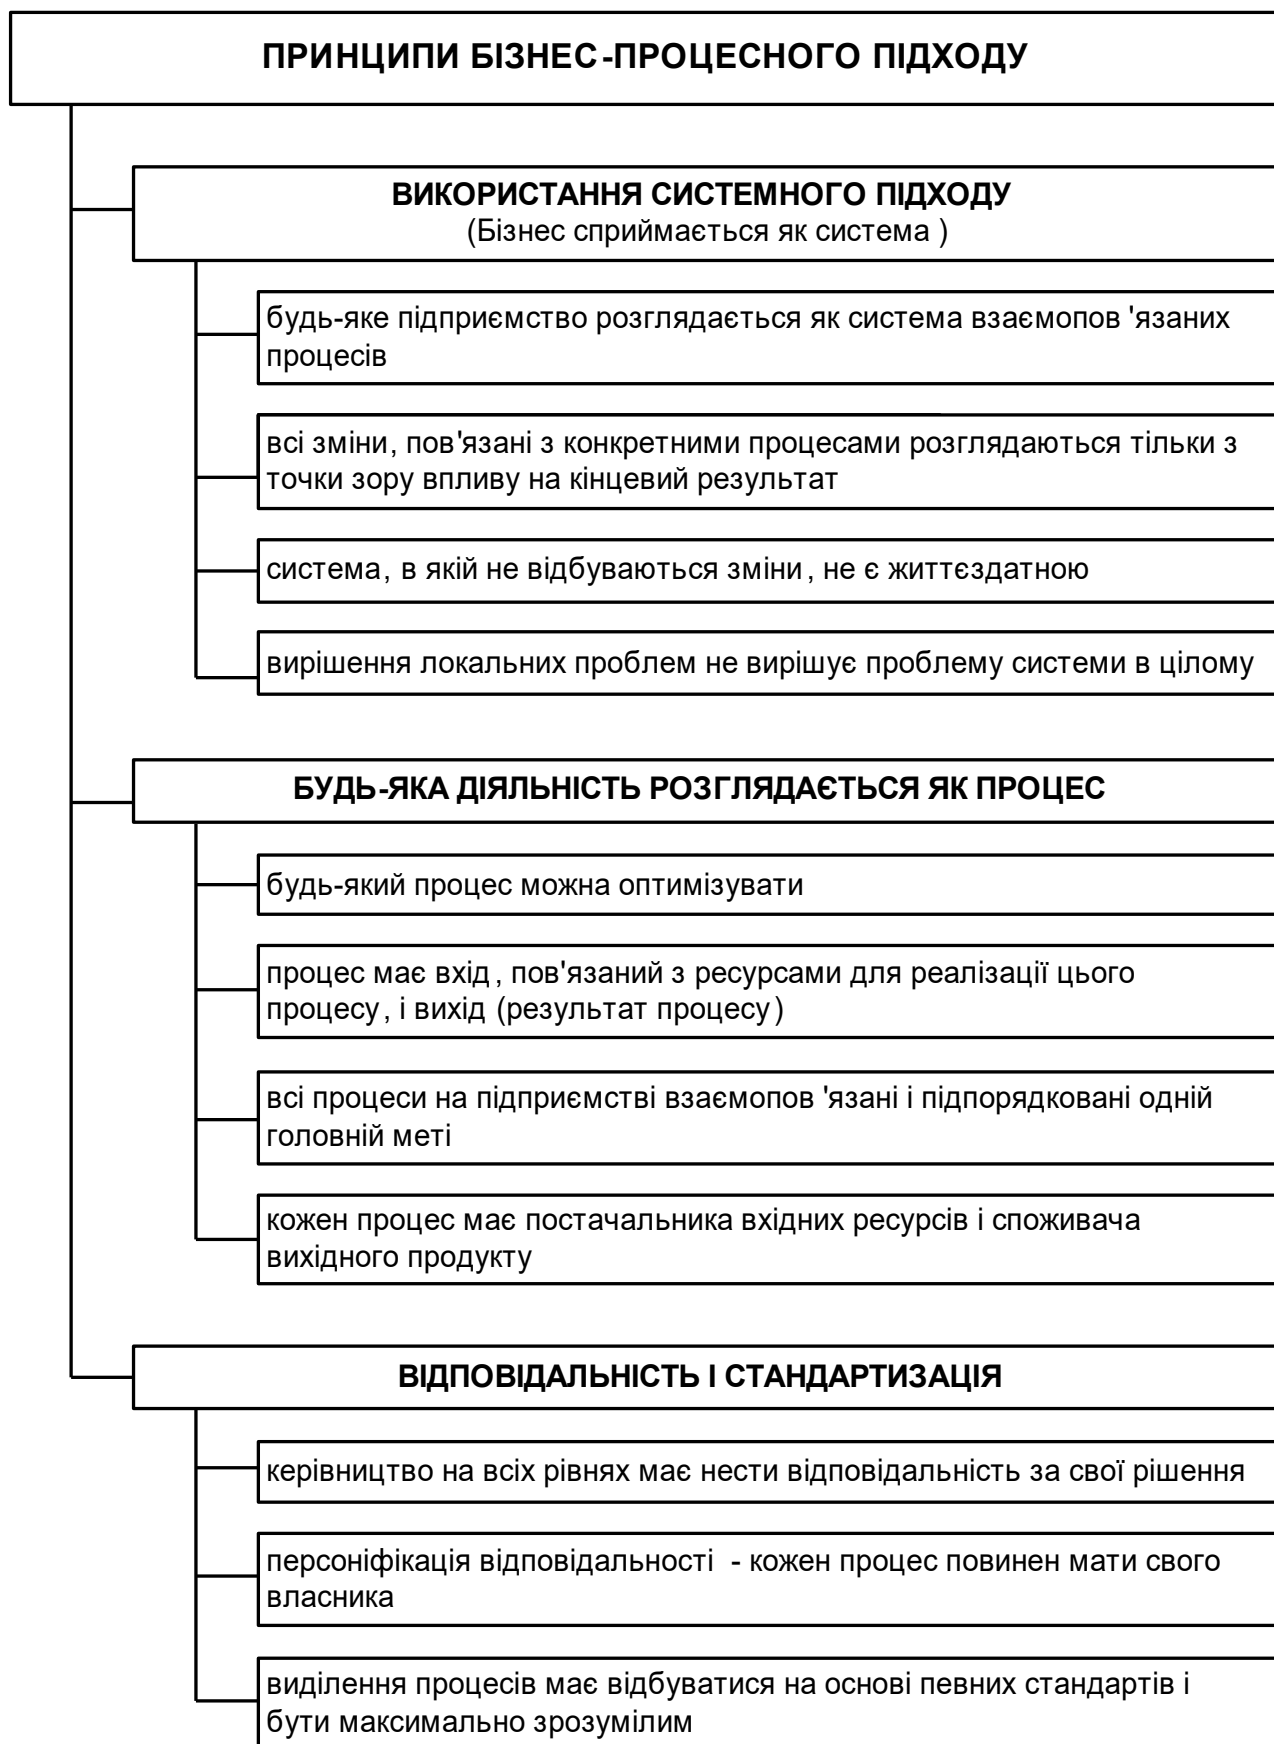 ПРИНЦИПИ БІЗНЕС-ПРОЦЕСНОГО ПІДХОДУ
ВИКОРИСТАННЯ СИСТЕМНОГО ПІДХОДУ
(Бізнес сприймається як система )
будь-яке підприємство розглядається як система взаємопов 'язаних
процесів
всі зміни, пов'язані з конкретними процесами розглядаються тільки з
точки зору впливу на кінцевий результат
система, в якій не відбуваються зміни, не є життєздатною
вирішення локальних проблем не вирішує проблему системи в цілому
БУДЬ-ЯКА ДІЯЛЬНІСТЬ РОЗГЛЯДАЄТЬСЯ ЯК ПРОЦЕС
будь-який процес можна оптимізувати
процес має вхід, пов'язаний з ресурсами для реалізації цього
процесу, і вихід (результат процесу)
всі процеси на підприємстві взаємопов 'язані і підпорядковані одній
головній меті
кожен процес має постачальника вхідних ресурсів і споживача
вихідного продукту
ВІДПОВІДАЛЬНІСТЬ І СТАНДАРТИЗАЦІЯ
керівництво на всіх рівнях має нести відповідальність за свої рішення
персоніфікація відповідальності - кожен процес повинен мати свого
власника
виділення процесів має відбуватися на основі певних стандартів і
бути максимально зрозумілим